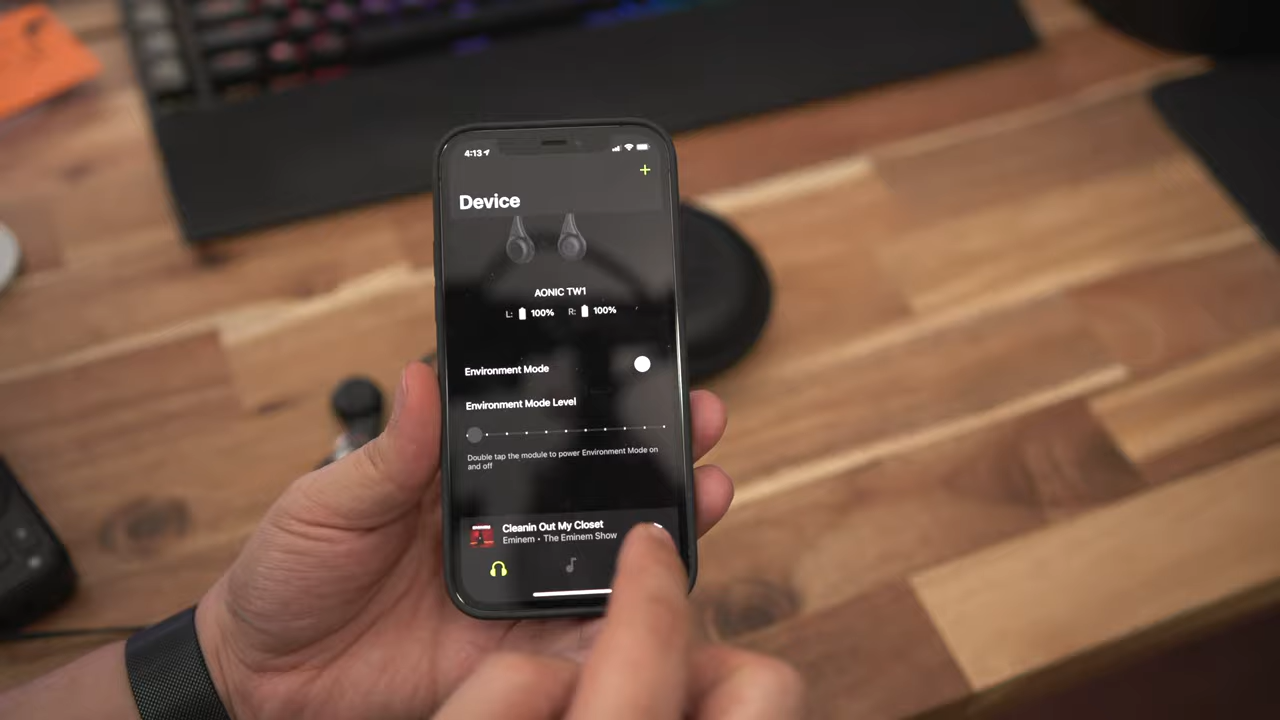 4:13
+
Device
AONIC TW1
L: 100% R: 100%
Environment Mode
Environment Mode Level
Double tap the module to power Environment Mode on
and off
Cleanin Out My Closet
Eminem • The Eminem Show